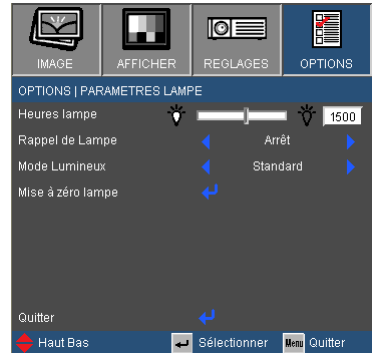 IMAGE AFFICHER REGLAGES OPTIONS
OPTIONS | PARAMETRES LAMPE
Heures lampe 1500
Rappel de Lampe Arrêt
Mode Lumineux Standard
Mise à zéro lampe
Quitter
Haut Bas Sélectionner Menu Quitter